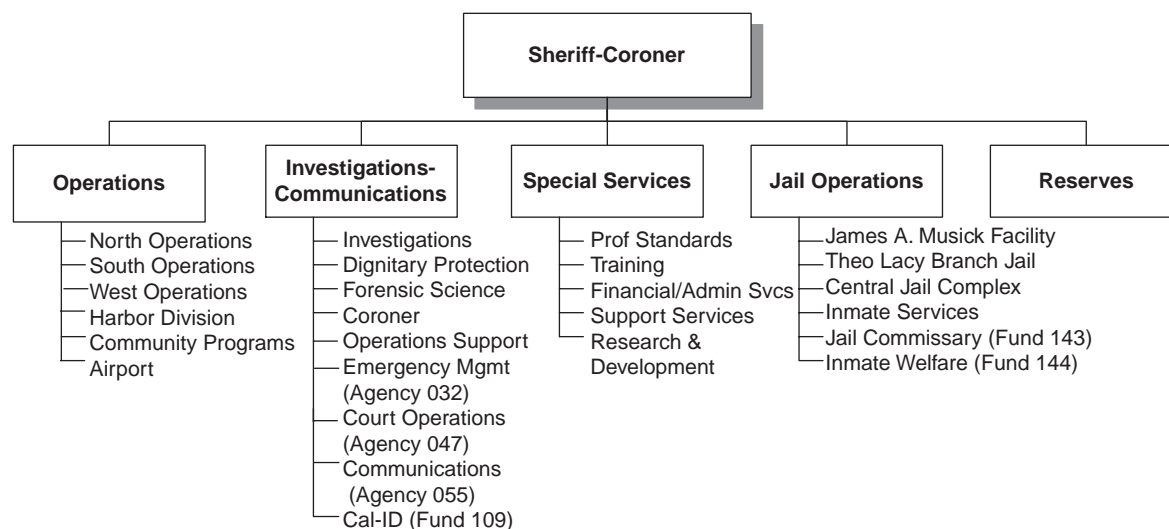 Sheriff-Coroner
Operations
North Operations
South Operations
West Operations
Harbor Division
Community Programs
Airport
Investigations-
Communications
Investigations
Dignitary Protection
Forensic Science
Coroner
Operations Support
Emergency Mgmt
(Agency 032)
Court Operations
(Agency 047)
Communications
(Agency 055)
Cal-ID (Fund 109)
Special Services
Prof Standards
Training
Financial/Admin Svcs
Support Services
Research &
Development
Jail Operations
James A. Musick Facility
Theo Lacy Branch Jail
Central Jail Complex
Inmate Services
Jail Commissary (Fund 143)
Inmate Welfare (Fund 144)
Reserves